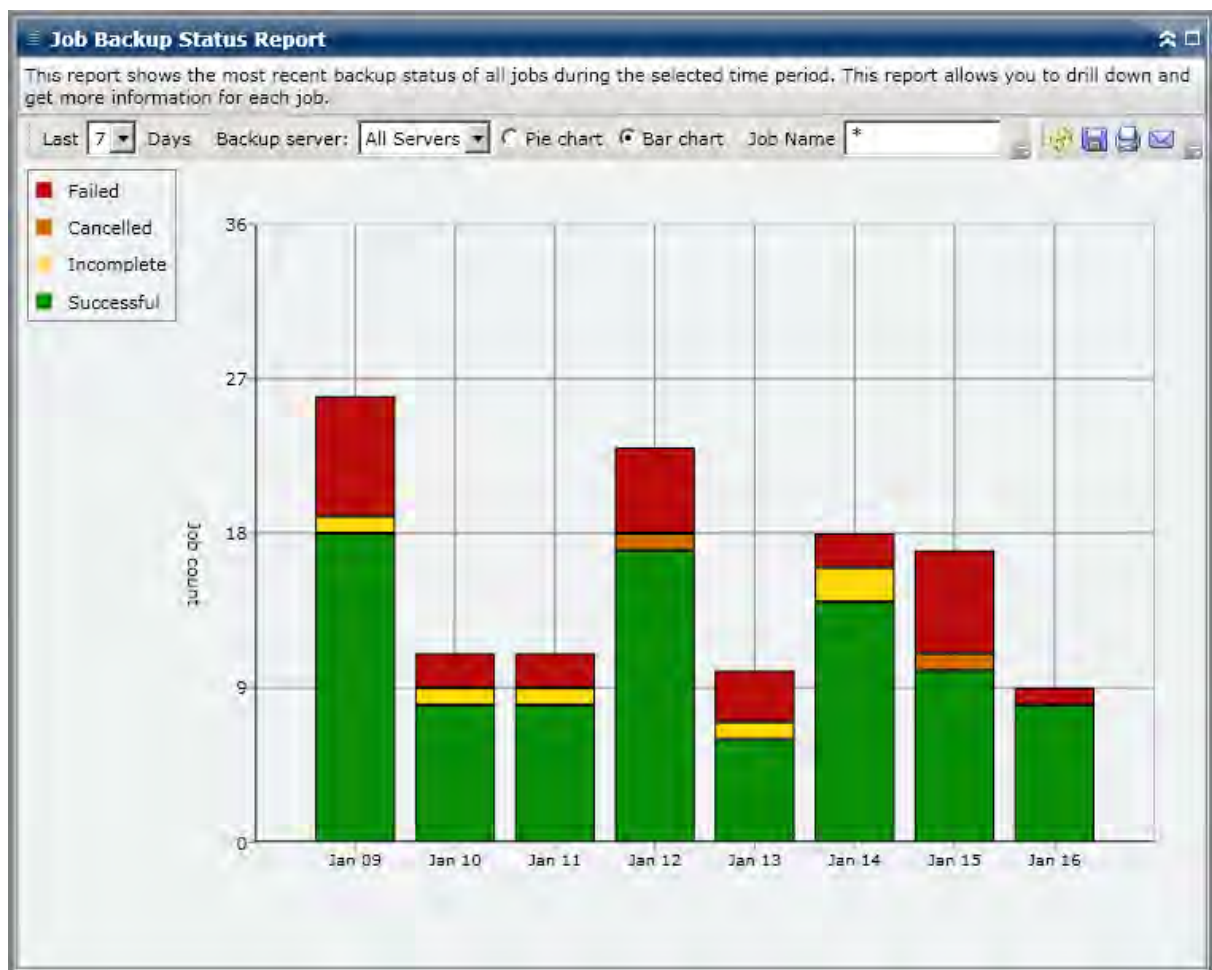 Job Backup Status Report
This report shows the most recent backup status of all jobs during the selected time period. This report allows you to drill down and
get more information for each job.
Last 7 Days Backup server: All Servers Pie chart Bar chart Job Name *
Failed
Cancelled
Incomplete
Successful
36
27
18
9
0
Job count
Jan 09 Jan 10 Jan 11 Jan 12 Jan 13 Jan 14 Jan 15 Jan 16